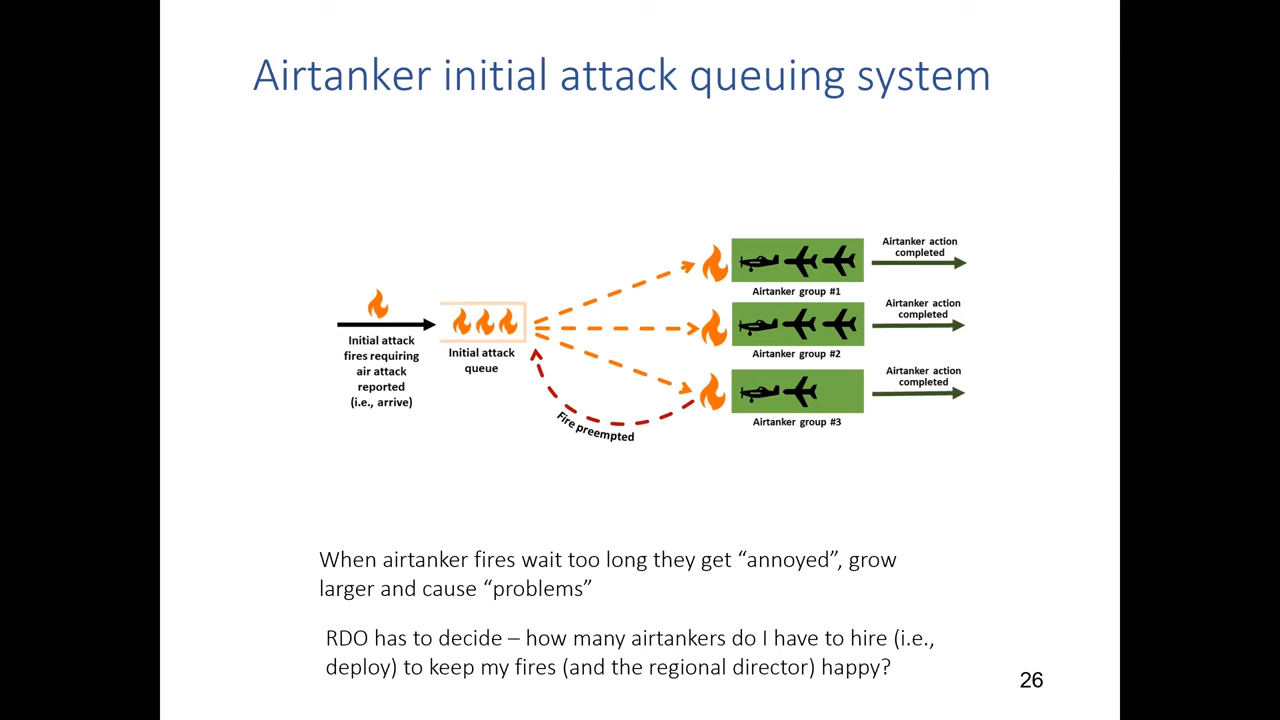 Airtanker initial attack queuing system
Initial attack
fires requiring
air attack
reported
(i.e., arrive)
Initial attack
queue
Fire preempted
Airtanker group #1
Airtanker action
completed
Airtanker group #2
Airtanker action
completed
Airtanker group #3
Airtanker action
completed
When airtanker fires wait too long they get “annoyed”, grow
larger and cause “problems”
RDO has to decide – how many airtankers do I have to hire (i.e.,
deploy) to keep my fires (and the regional director) happy?
26